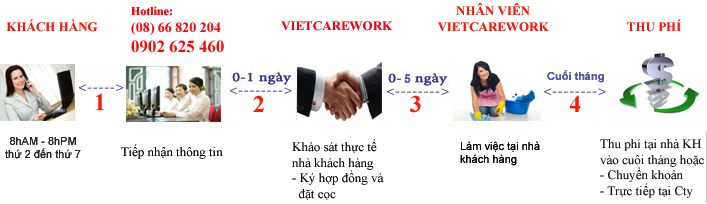 KHÁCH HÀNG
Hotline:
(08) 66 820 204
0902 625 460
VIETCAREWORK
NHÂN VIÊN
VIETCAREWORK
THU PHÍ
1
0-1 ngày
2
0-5 ngày
3
Cuối tháng
4
8hAM - 8hPM
thứ 2 đến thứ 7
Tiếp nhận thông tin
Khảo sát thực tế
nhà khách hàng
- Ký hợp đồng và
đặt cọc
Làm việc tại nhà
khách hàng
Thu phí tại nhà KH
vào cuôi tháng hoặc
- Chuyển khoản
- Trực tiếp tại Cty